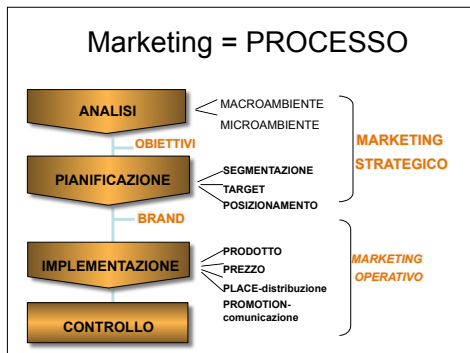 Marketing = PROCESSO
ANALISI
MACROAMBIENTE
MICROAMBIENTE
OBIETTIVI
MARKETING
STRATEGICO
PIANIFICAZIONE
SEGMENTAZIONE
TARGET
POSIZIONAMENTO
BRAND
IMPLEMENTAZIONE
PRODOTTO
PREZZO
PLACE-distribuzione
PROMOTION-
comunicazione
MARKETING
OPERATIVO
CONTROLLO